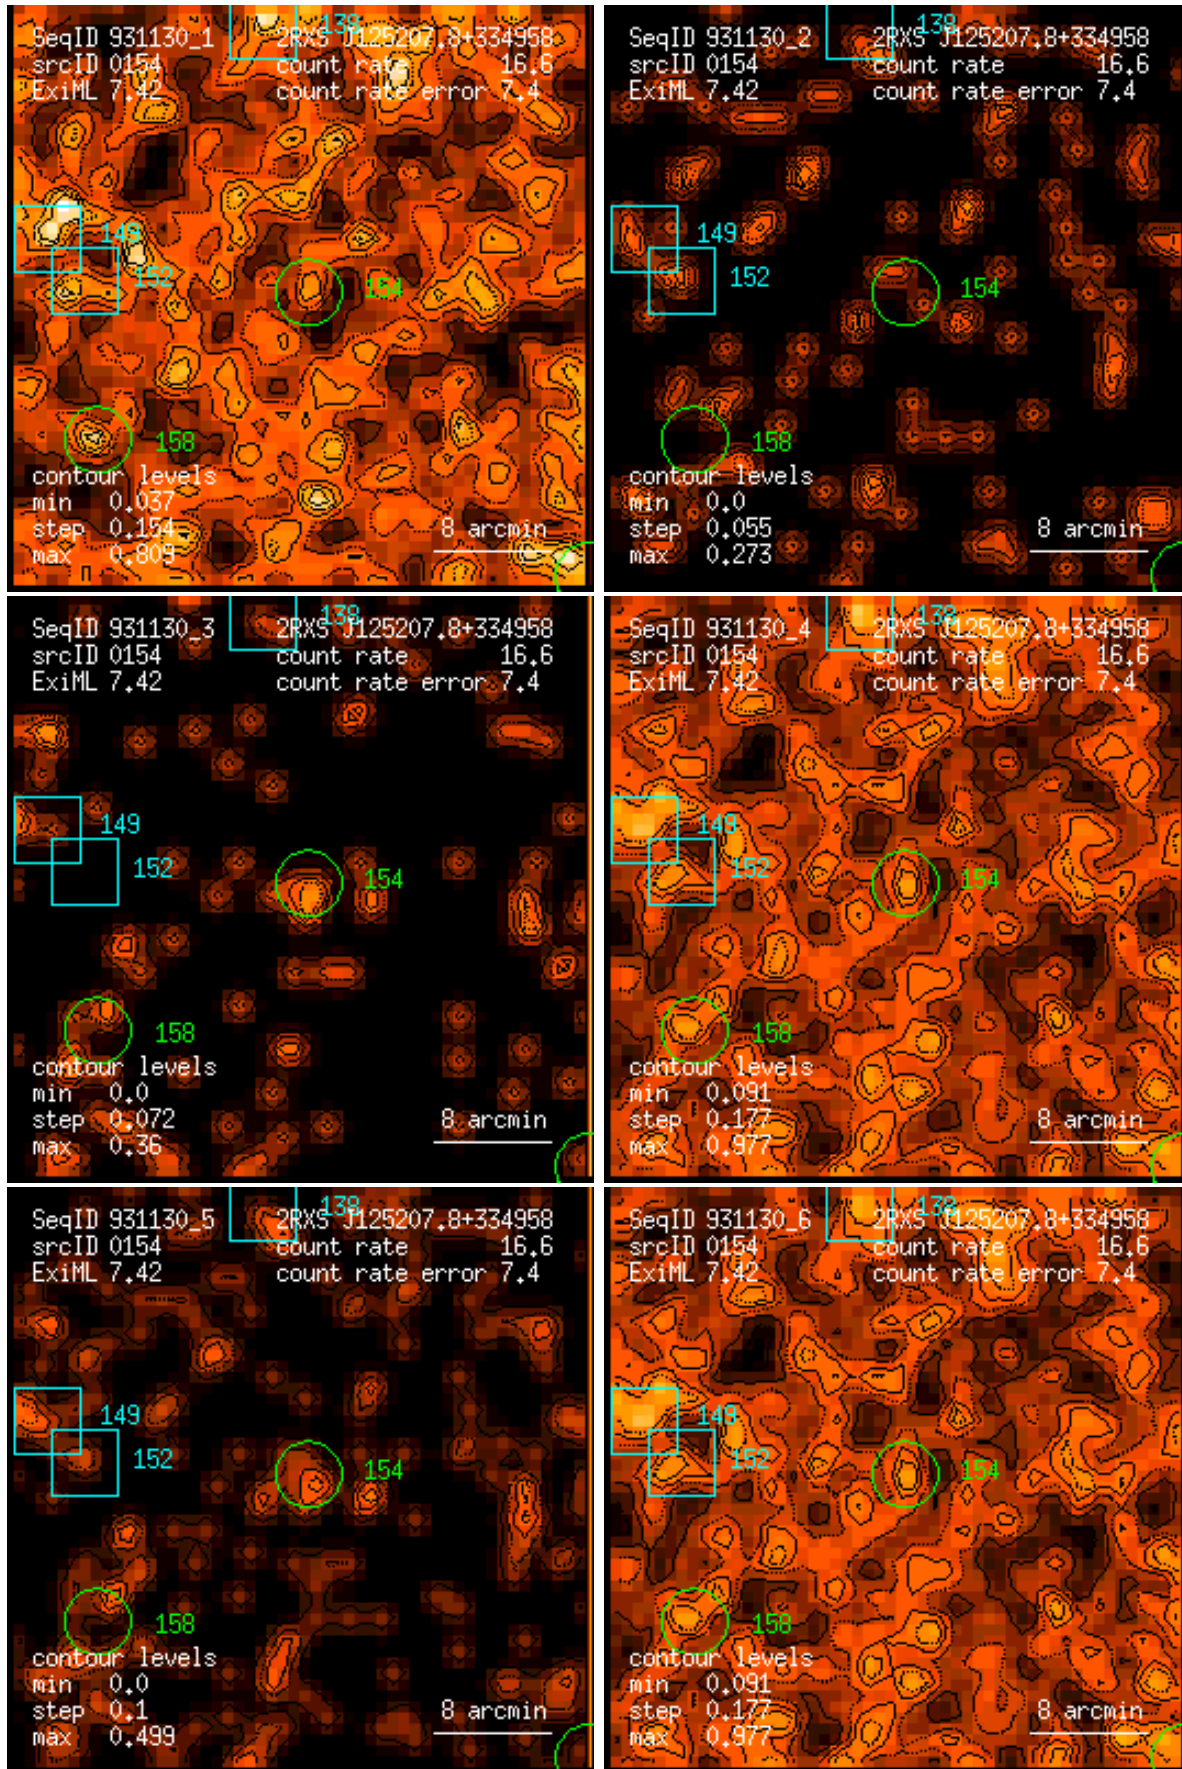 138
SeqID 931130_1 2RXS J125207.8+334958
srcID 0154 count rate 16.6
ExiML 7.42 count rate error 7.4
149
152
154
158
contour levels
min 0.037
step 0.154
max 0.809
8 arcmin
138
SeqID 931130_2 2RXS J125207.8+334958
srcID 0154 count rate 16.6
ExiML 7.42 count rate error 7.4
149
152
154
158
contour levels
min 0.0
step 0.055
max 0.273
8 arcmin
138
SeqID 931130_3 2RXS J125207.8+334958
srcID 0154 count rate 16.6
ExiML 7.42 count rate error 7.4
149
152
154
158
contour levels
min 0.0
step 0.072
max 0.36
8 arcmin
138
SeqID 931130_4 2RXS J125207.8+334958
srcID 0154 count rate 16.6
ExiML 7.42 count rate error 7.4
149
152
154
158
contour levels
min 0.091
step 0.177
max 0.977
8 arcmin
138
SeqID 931130_5 2RXS J125207.8+334958
srcID 0154 count rate 16.6
ExiML 7.42 count rate error 7.4
149
152
154
158
contour levels
min 0.0
step 0.1
max 0.499
8 arcmin
138
SeqID 931130_6 2RXS J125207.8+334958
srcID 0154 count rate 16.6
ExiML 7.42 count rate error 7.4
149
152
154
158
contour levels
min 0.091
step 0.177
max 0.977
8 arcmin